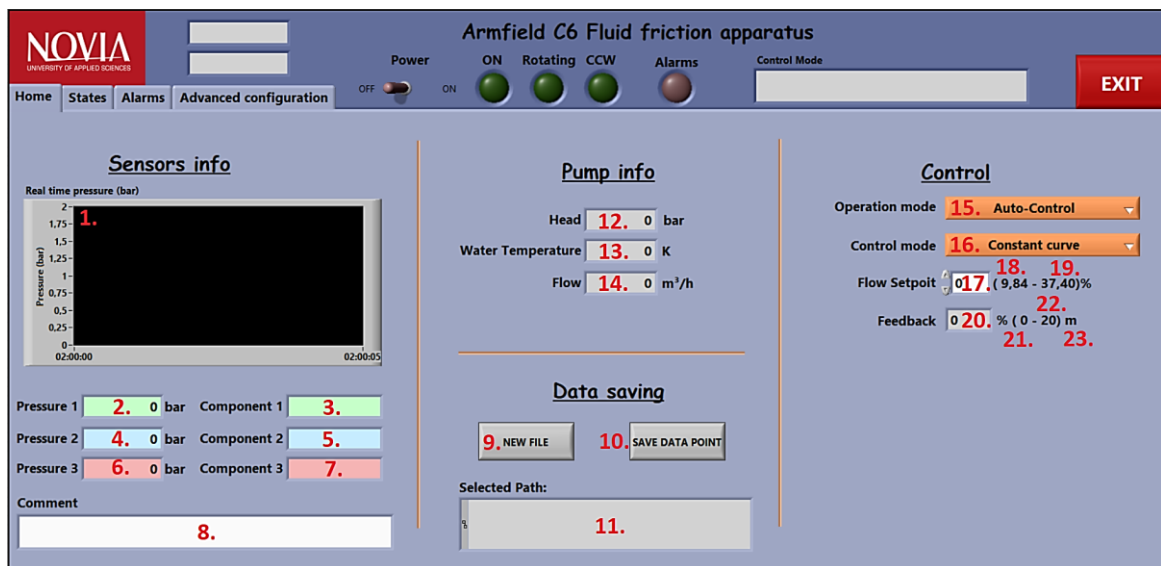 NOVIA
UNIVERSITY OF APPLIED SCIENCES
Armfield C6 Fluid friction apparatus
Power
OFF
ON
ON
Rotating
CCW
Alarms
Control Mode
EXIT
Home
States
Alarms
Advanced configuration
Sensors info
Real time pressure (bar)
Pressure (bar)
2
1,75
1,5
1,25
1
0,75
0,5
0,25
0
02:00:00
02:00:05
1.
Pressure 1 2. 0 bar Component 1 3.
Pressure 2 4. 0 bar Component 2 5.
Pressure 3 6. 0 bar Component 3 7.
Comment
8.
Pump info
Head 12. 0 bar
Water Temperature 13. 0 K
Flow 14. 0 m³/h
Data saving
9. NEW FILE
10. SAVE DATA POINT
Selected Path:
11.
Control
Operation mode 15. Auto-Control
Control mode 16. Constant curve
18. 19.
Flow Setpoit 0 17. ( 9,84 - 37,40)%
22.
Feedback 0 20. % ( 0 - 20) m
21. 23.